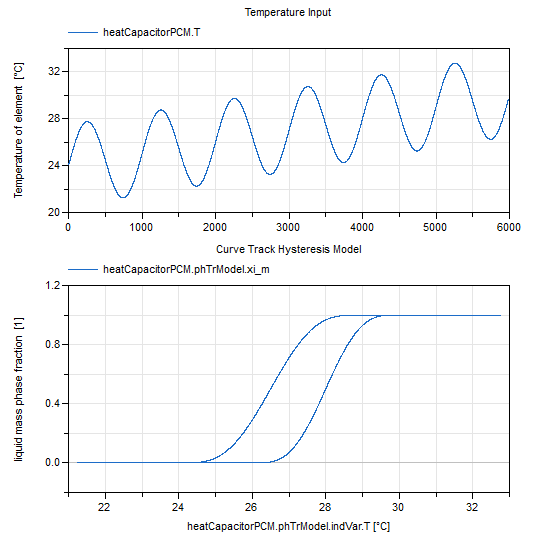 Temperature Input
heatCapacitorPCM.T
Temperature of element [°C]
32
28
24
20
0 1000 2000 3000 4000 5000 6000
Curve Track Hysteresis Model
heatCapacitorPCM.phTrModel.xi_m
liquid mass phase fraction [1]
1.2
0.8
0.4
0.0
22 24 26 28 30 32
heatCapacitorPCM.phTrModel.indVar.T [°C]